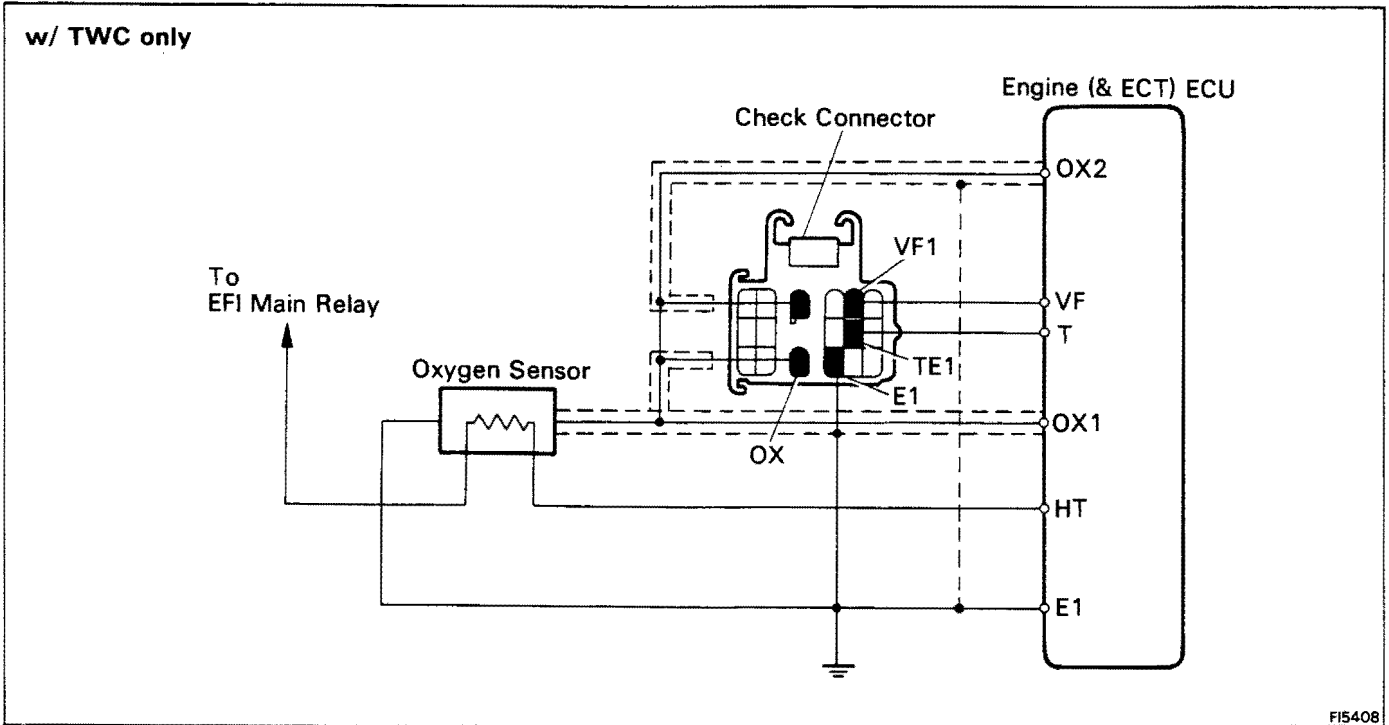 w/ TWC only
Engine (& ECT) ECU
Check Connector
OX2
VF1
To
EFI Main Relay
VF
T
TE1
Oxygen Sensor
E1
OX1
OX
HT
E1
FI5408